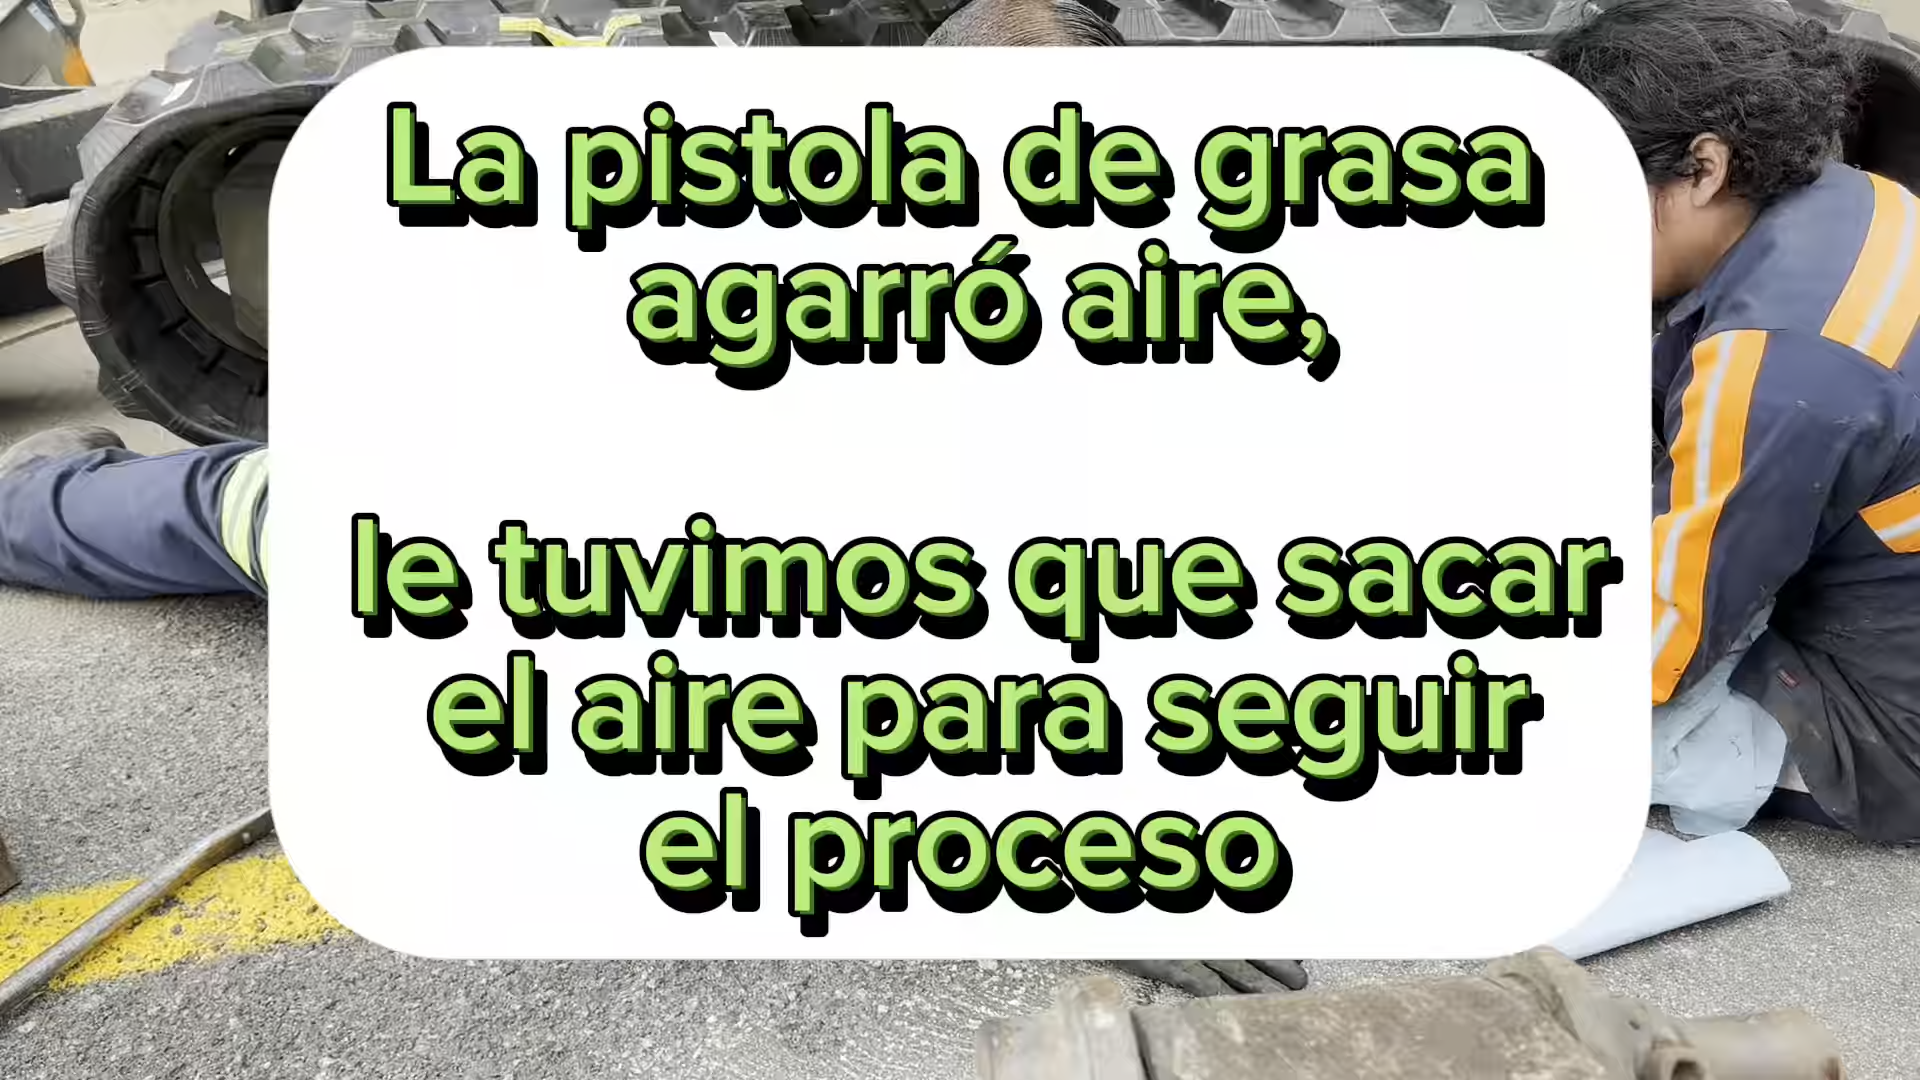 La pistola de grasa
agarró aire,
le tuvimos que sacar
el aire para seguir
el proceso